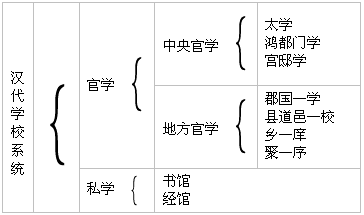 汉代学校系统
官学
中央官学
太学
鸿都门学
宫邸学
地方官学
郡国一学
县道邑一校
乡一庠
聚一序
私学
书馆
经馆